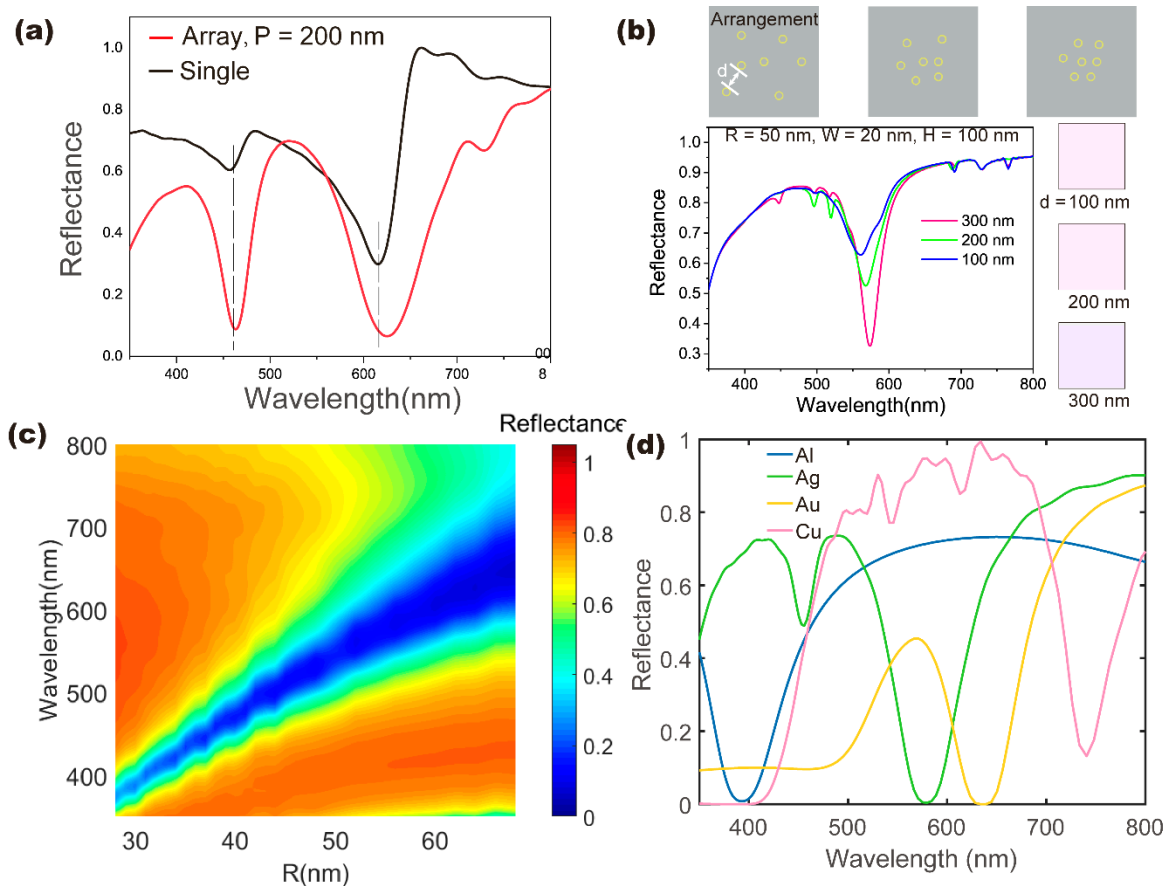 (a)
Array, P = 200 nm
Single
Reflectance
1.0
0.8
0.6
0.4
0.2
0.0
400
500
600
700
8
00
Wavelength(nm)
(b)
Arrangement
d
R = 50 nm, W = 20 nm, H = 100 nm
Reflectance
1.0
0.9
0.8
0.7
0.6
0.5
0.4
0.3
300 nm
200 nm
100 nm
400
500
600
700
800
Wavelength(nm)
d = 100 nm
200 nm
300 nm
(c)
Reflectance
Wavelength(nm)
800
700
600
500
400
30
40
50
60
R(nm)
1
0.8
0.6
0.4
0.2
0
(d)
Al
Ag
Au
Cu
Reflectance
1
0.8
0.6
0.4
0.2
0
400
500
600
700
800
Wavelength (nm)